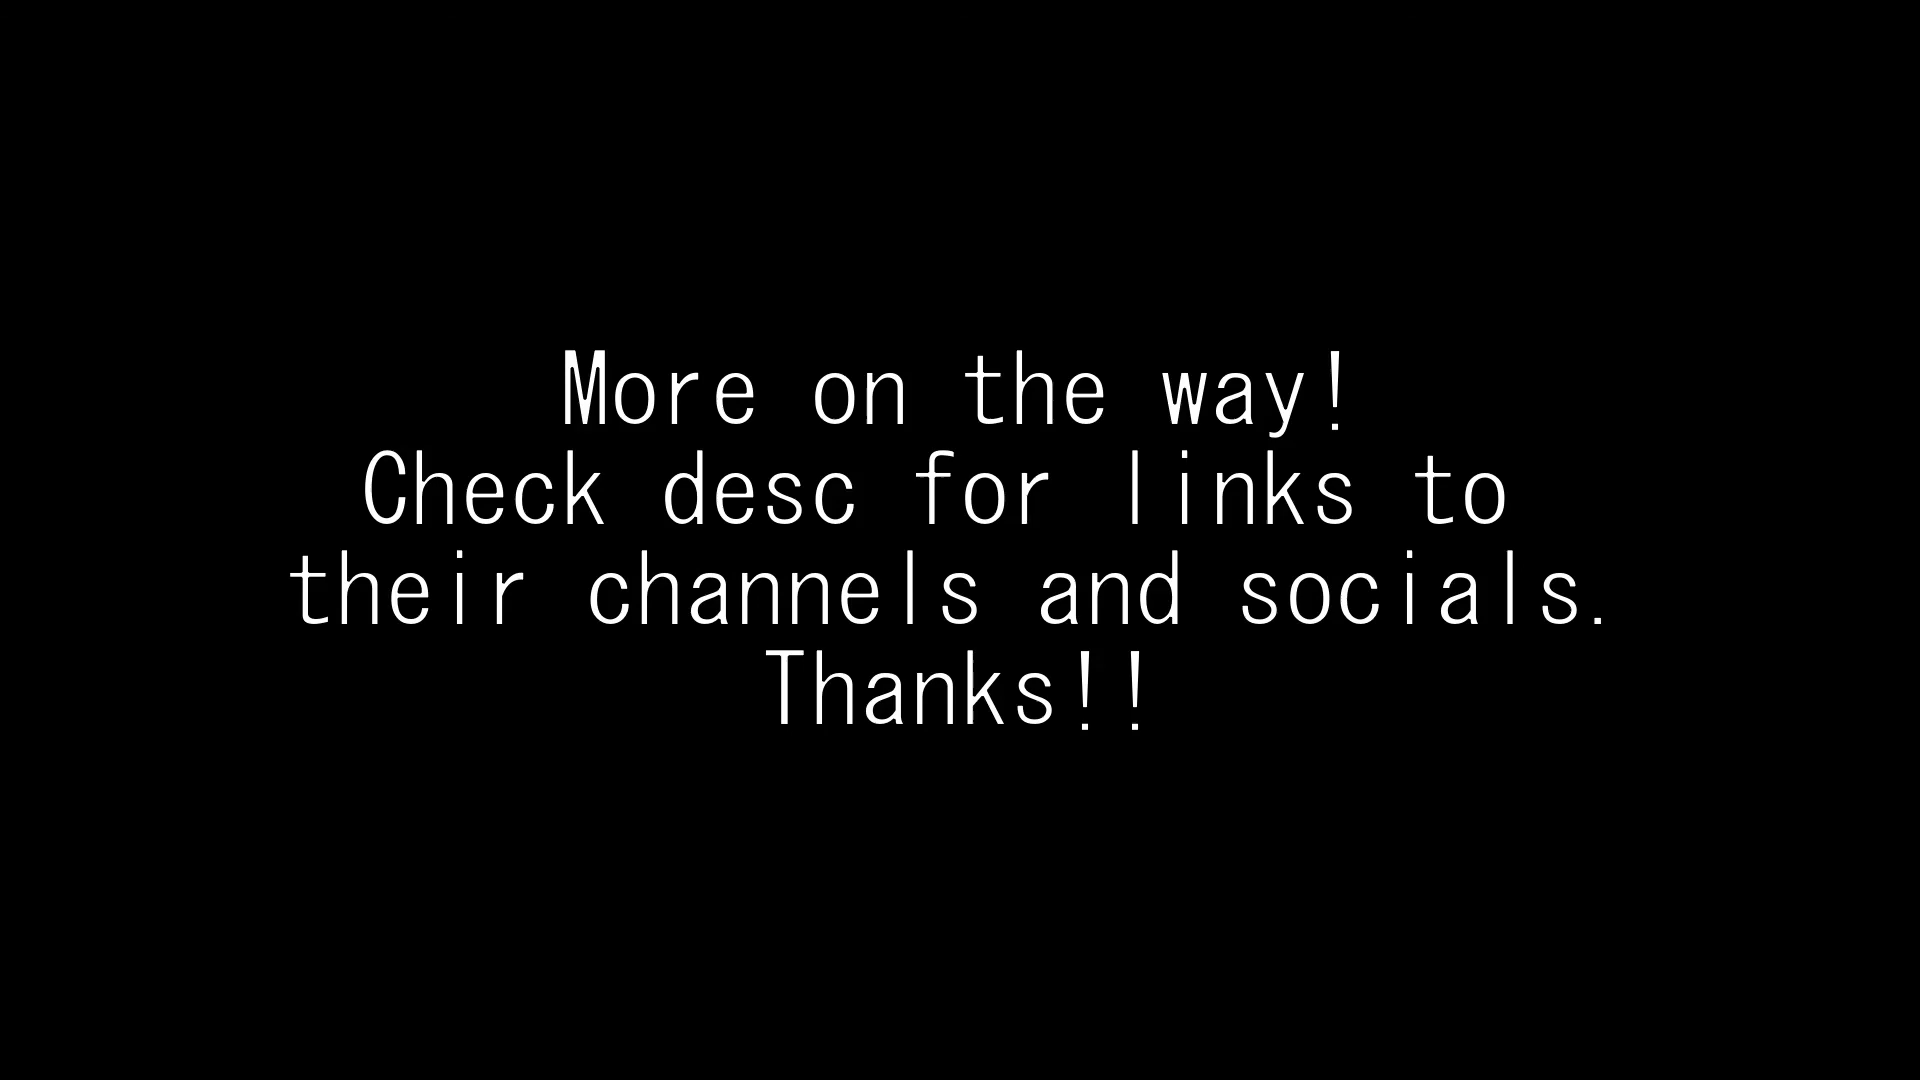 More on the way!
Check desc for links to
their channels and socials.
Thanks!!